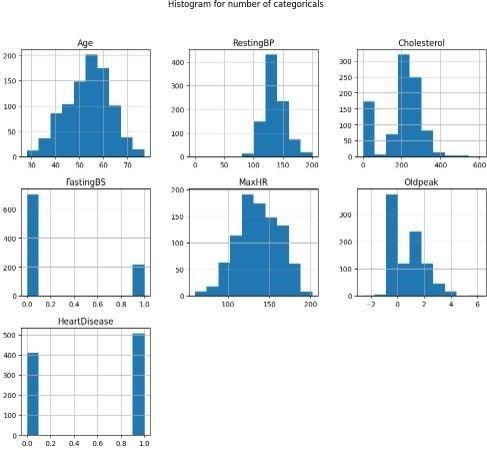 Histogram for number of categoricals
Age
RestingBP
Cholesterol
200
150
100
50
0
30 40 50 60 70
400
300
200
100
0
0 50 100 150 200
300
250
200
150
100
50
0
0 200 400 600
FastingBS
MaxHR
Oldpeak
600
400
200
0
0.0 0.2 0.4 0.6 0.8 1.0
200
150
100
50
0
100 150 200
300
200
100
0
−2 0 2 4 6
HeartDisease
500
400
300
200
100
0
0.0 0.2 0.4 0.6 0.8 1.0